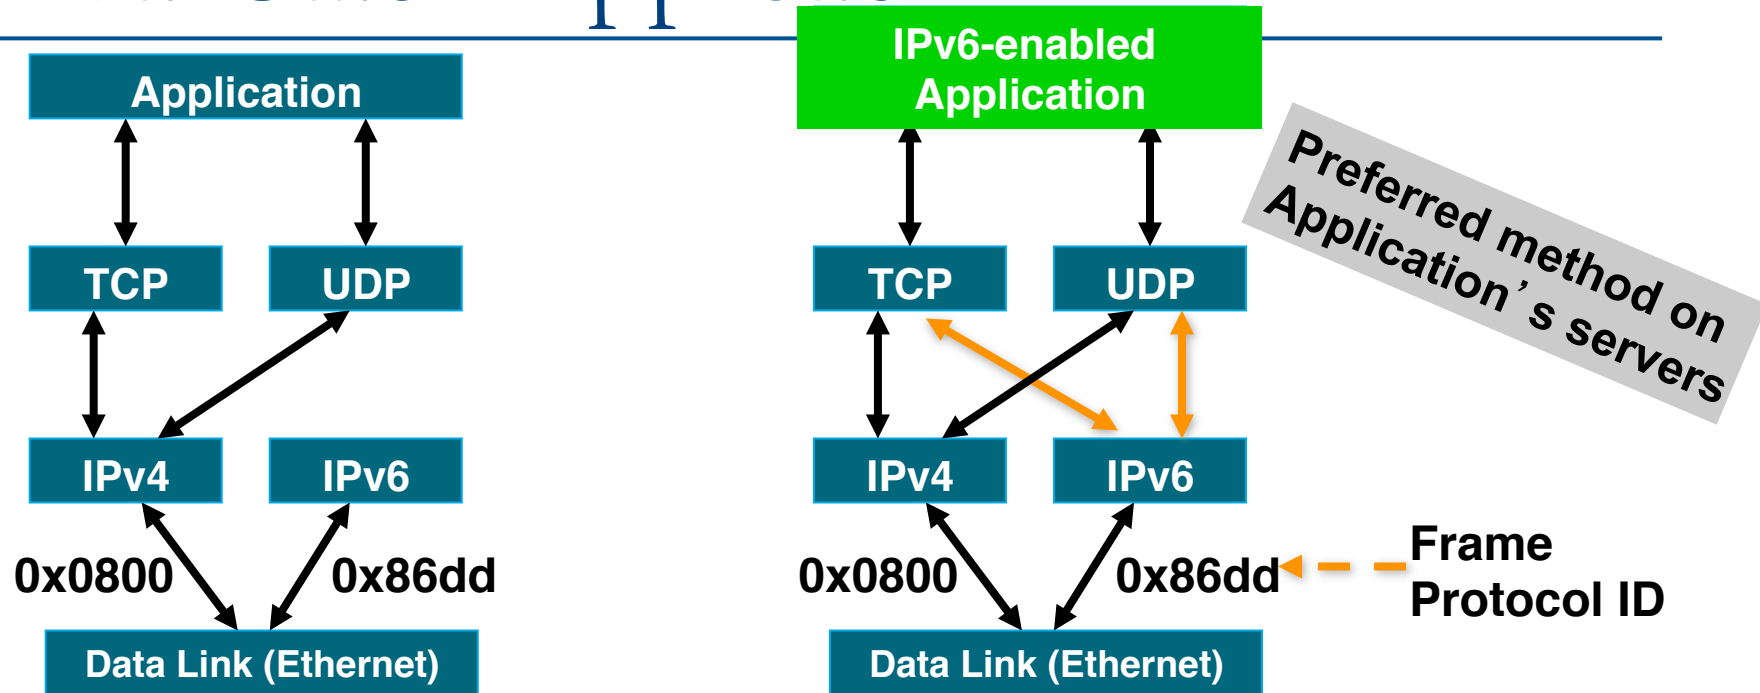 Application
TCP
UDP
IPv4
IPv6
0x0800
0x86dd
Data Link (Ethernet)
IPv6-enabled
Application
TCP
UDP
IPv4
IPv6
0x0800
0x86dd
Data Link (Ethernet)
Preferred method on
Application’s servers
Frame
Protocol ID